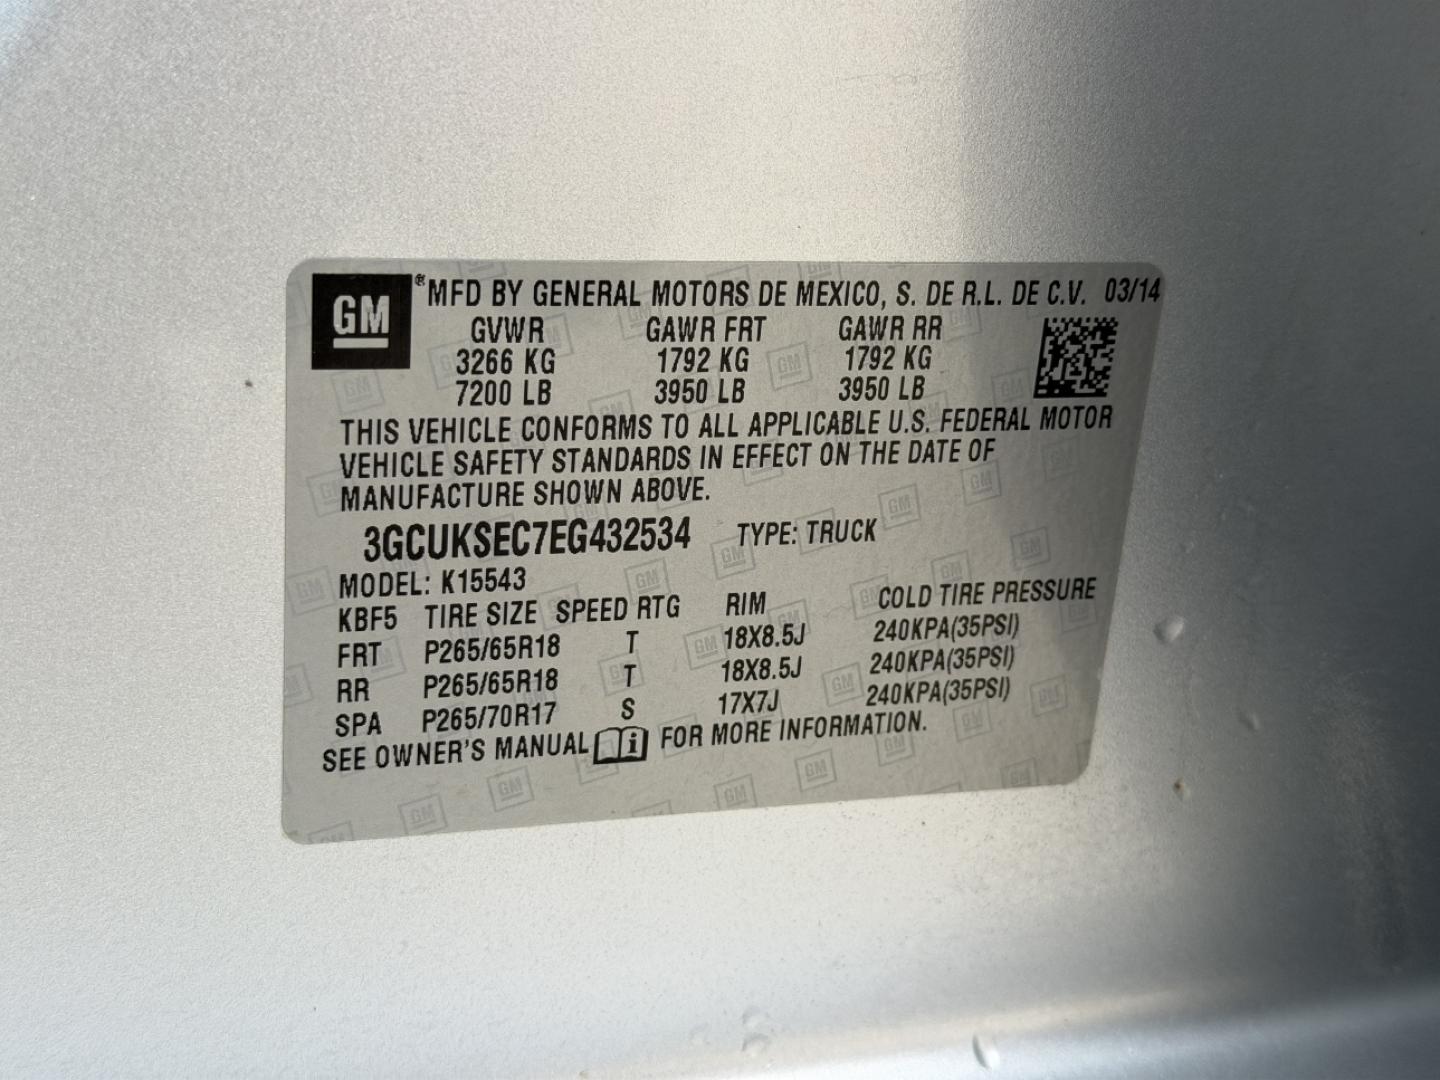 GM ® MFD BY GENERAL MOTORS DE MEXICO, S. DE R.L. DE C.V. 03/14
GVWR GAWR FRT GAWR RR
3266 KG 1792 KG 1792 KG
7200 LB 3950 LB 3950 LB
THIS VEHICLE CONFORMS TO ALL APPLICABLE U.S. FEDERAL MOTOR
VEHICLE SAFETY STANDARDS IN EFFECT ON THE DATE OF
MANUFACTURE SHOWN ABOVE.
3GCUKSEC7EG432534 TYPE: TRUCK
MODEL: K15543
KBF5 TIRE SIZE SPEED RTG RIM COLD TIRE PRESSURE
FRT P265/65R18 T 18X8.5J 240KPA(35PSI)
RR P265/65R18 T 18X8.5J 240KPA(35PSI)
SPA P265/70R17 S 17X7J 240KPA(35PSI)
SEE OWNER'S MANUAL i FOR MORE INFORMATION.